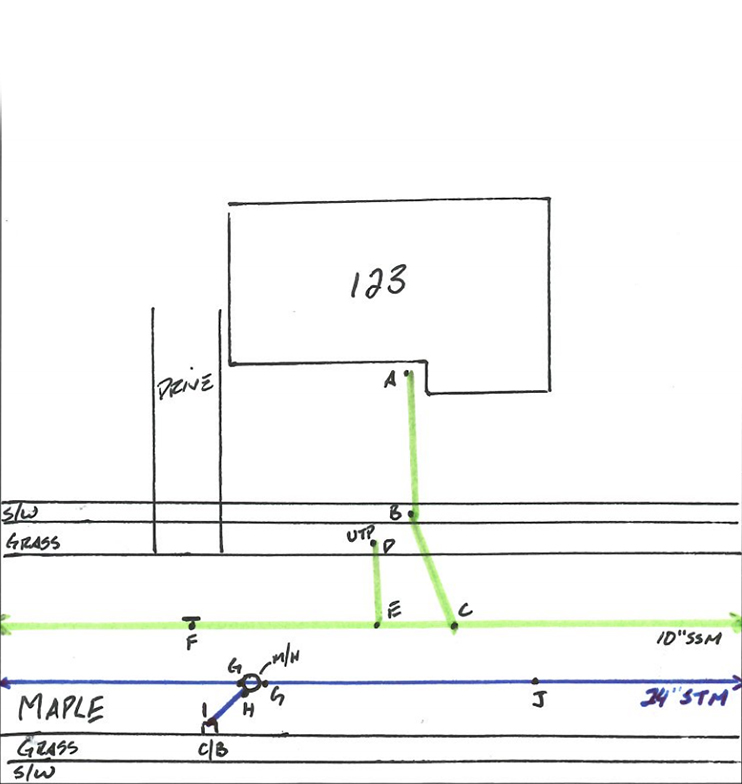 123
A
DRIVE
S/W
B
GRASS
UTP
D
E
C
F
10"SSM
M/H
G
G
H
J
24"STM
MAPLE
I
GRASS
C/B
S/W